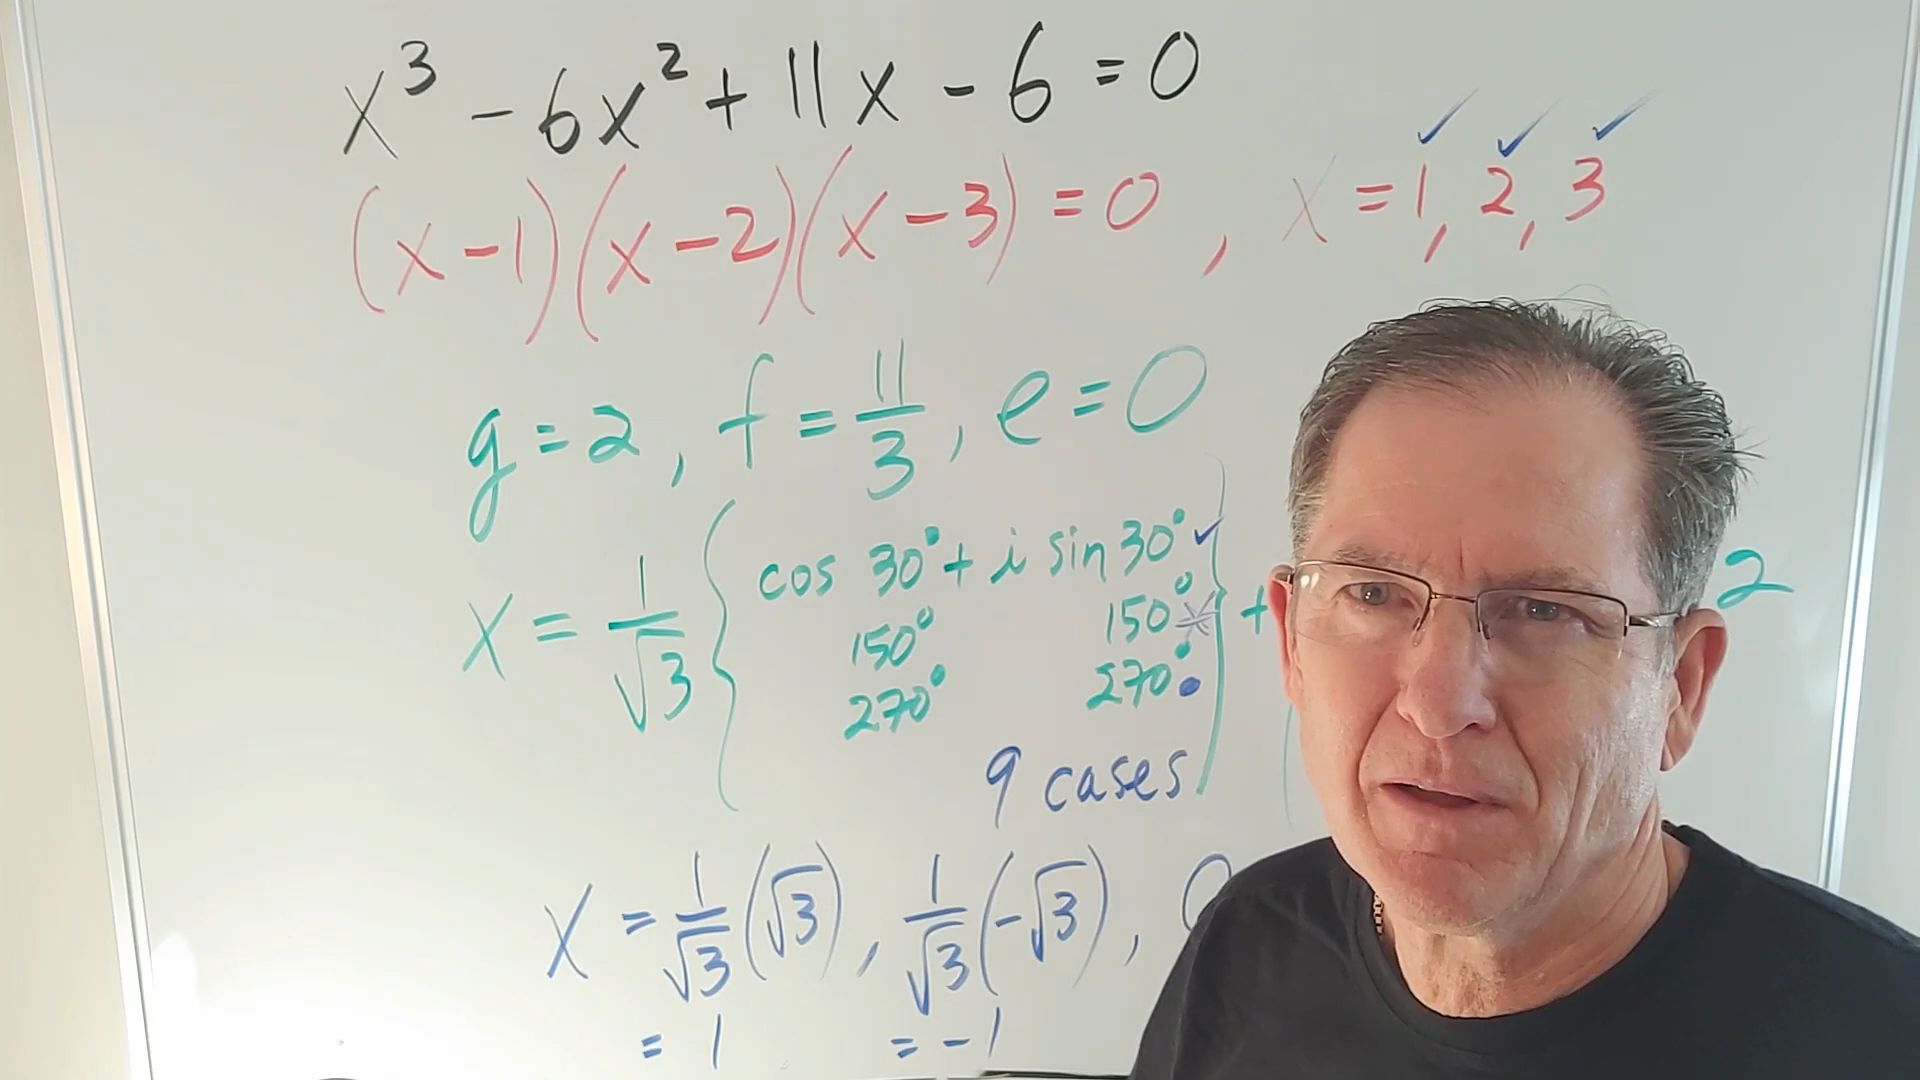 x³ - 6x² + 11x - 6 = 0
(x-1)(x-2)(x-3) = 0, x = 1, 2, 3
g = 2, f = 11/3, e = 0
x = 1/√3 { cos 30° + i sin 30° } + 2
150° 150°
270° 270°
9 cases
x = 1/√3 (√3), 1/√3 (-√3), 0
= 1 = -1